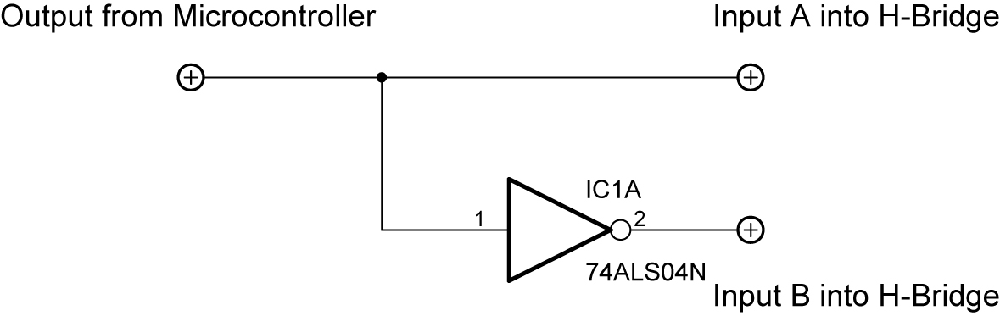 Output from Microcontroller
Input A into H-Bridge
IC1A
1
2
74ALS04N
Input B into H-Bridge